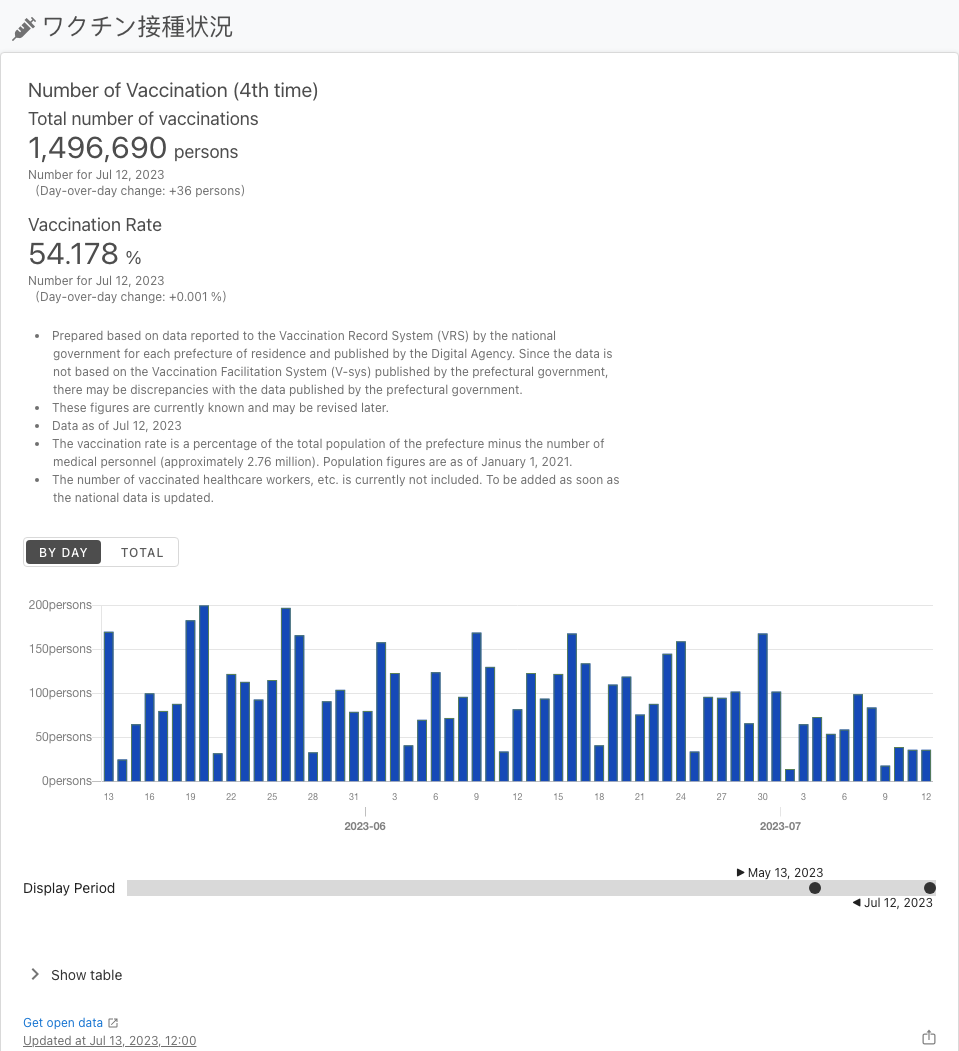 ワクチン接種状況
Number of Vaccination (4th time)
Total number of vaccinations
1,496,690 persons
Number for Jul 12, 2023
(Day-over-day change: +36 persons)
Vaccination Rate
54.178 %
Number for Jul 12, 2023
(Day-over-day change: +0.001 %)
• Prepared based on data reported to the Vaccination Record System (VRS) by the national
government for each prefecture of residence and published by the Digital Agency. Since the data is
not based on the Vaccination Facilitation System (V-sys) published by the prefectural government,
there may be discrepancies with the data published by the prefectural government.
• These figures are currently known and may be revised later.
• Data as of Jul 12, 2023
• The vaccination rate is a percentage of the total population of the prefecture minus the number of
medical personnel (approximately 2.76 million). Population figures are as of January 1, 2021.
• The number of vaccinated healthcare workers, etc. is currently not included. To be added as soon as
the national data is updated.
BY DAY TOTAL
200persons
150persons
100persons
50persons
0persons
13 16 19 22 25 28 31 3 6 9 12 15 18 21 24 27 30 3 6 9 12
2023-06 2023-07
May 13, 2023
Display Period
Jul 12, 2023
Show table
Get open data
Updated at Jul 13, 2023, 12:00